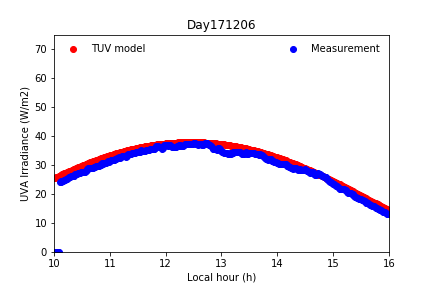 Day171206
TUV model
Measurement
UVA Irradiance (W/m2)
70
60
50
40
30
20
10
0
10 11 12 13 14 15 16
Local hour (h)